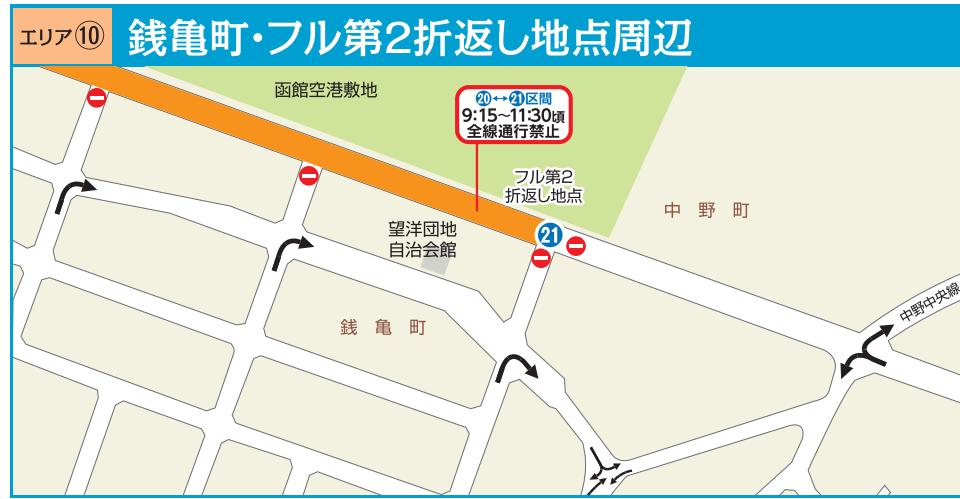 エリア⑩
銭亀町・フル第2折返し地点周辺
函館空港敷地
⑳↔㉑区間
9:15~11:30頃
全線通行禁止
フル第2
折返し地点
中野町
望洋団地
自治会館
㉑
中野中央線
銭亀町